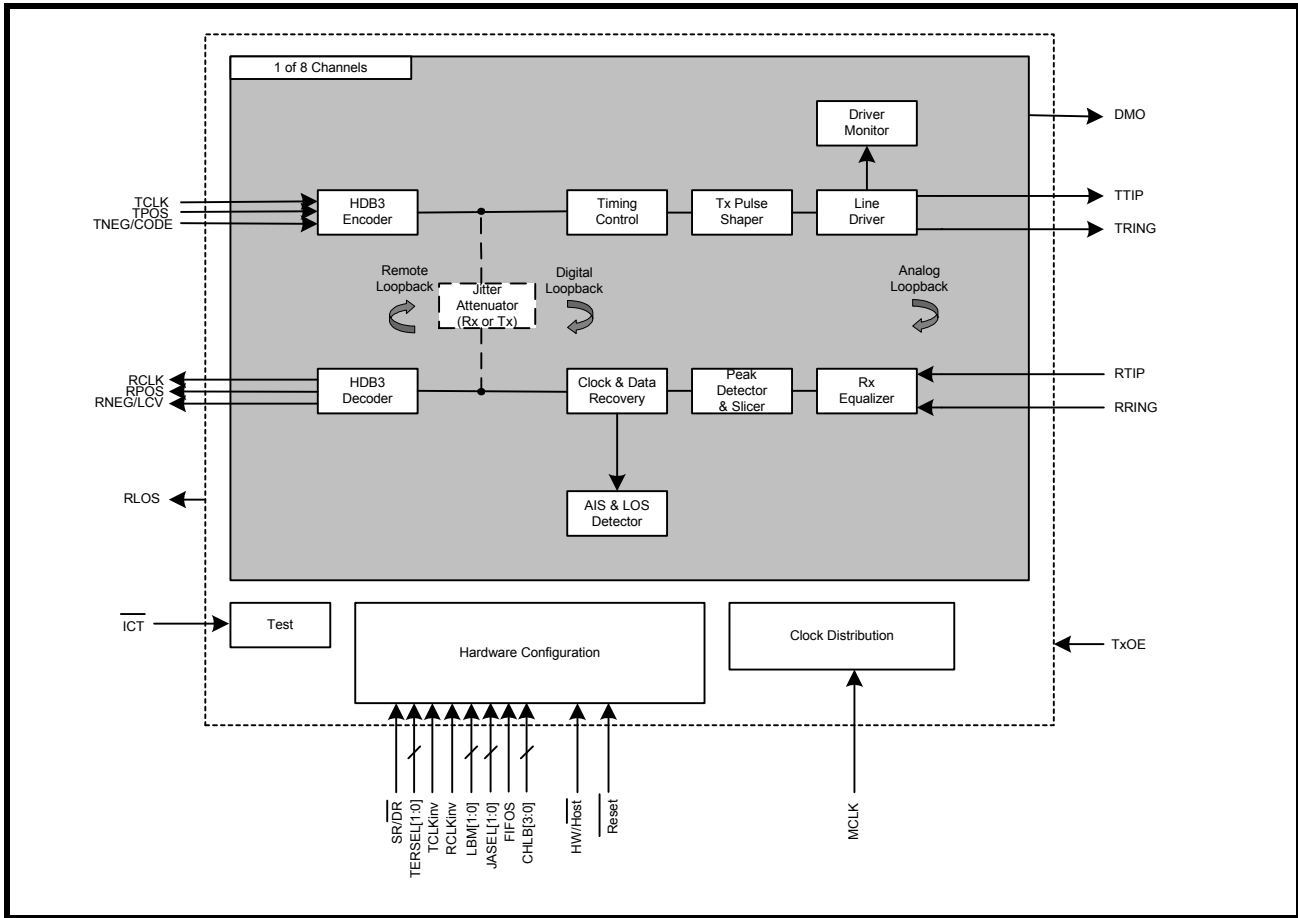 1 of 8 Channels
Driver
Monitor
DMO
TCLK
TPOS
TNEG/CODE
HDB3
Encoder
Timing
Control
Tx Pulse
Shaper
Line
Driver
TTIP
TRING
Remote
Loopback
Jitter
Attenuator
(Rx or Tx)
Digital
Loopback
Analog
Loopback
RCLK
RPOS
RNEG/LCV
HDB3
Decoder
Clock & Data
Recovery
Peak
Detector
& Slicer
Rx
Equalizer
RTIP
RRING
RLOS
AIS & LOS
Detector
ICT
Test
Hardware Configuration
Clock Distribution
TxOE
SR/DR
TERSEL[1:0]
TCLKinv
RCLKinv
LBM[1:0]
JASEL[1:0]
FIFOS
CHLB[3:0]
HW/Host
Reset
MCLK